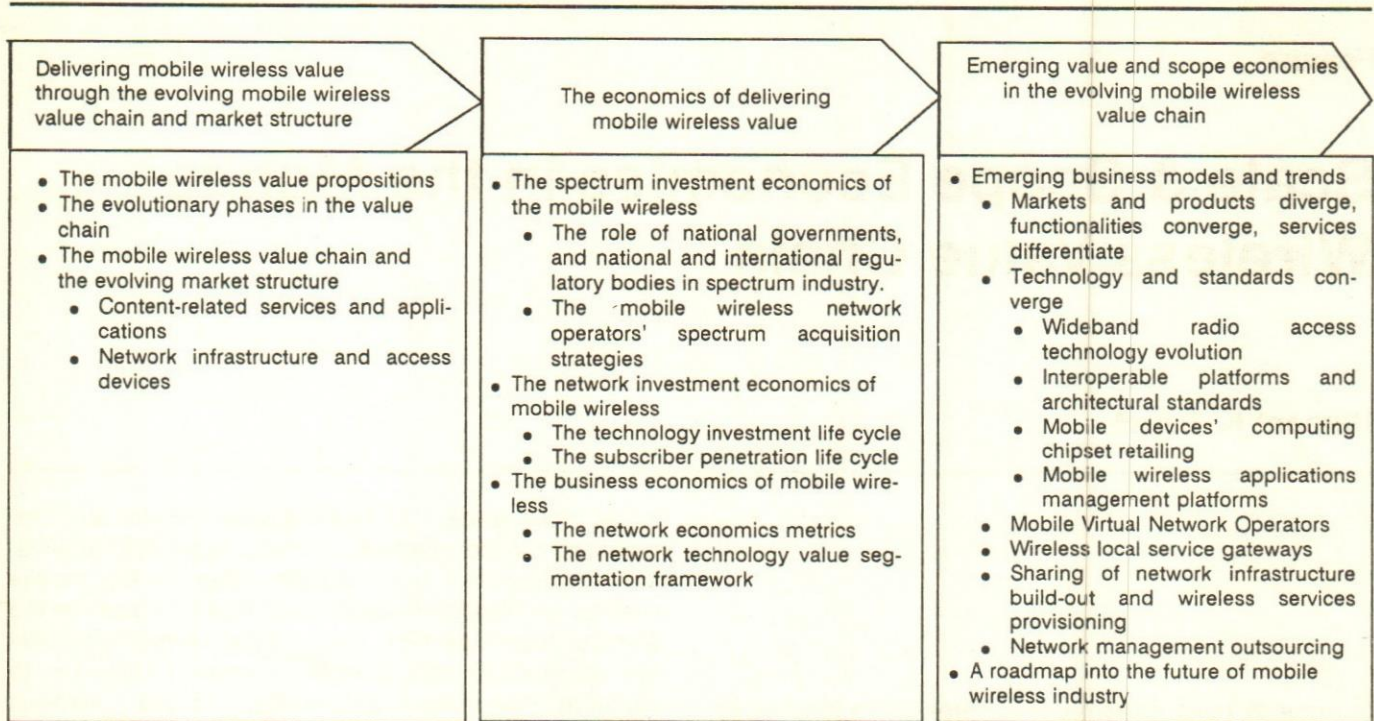 Delivering mobile wireless value
through the evolving mobile wireless
value chain and market structure
• The mobile wireless value propositions
• The evolutionary phases in the value
chain
• The mobile wireless value chain and
the evolving market structure
• Content-related services and appli-
cations
• Network infrastructure and access
devices
The economics of delivering
mobile wireless value
• The spectrum investment economics of
the mobile wireless
• The role of national governments,
and national and international regu-
latory bodies in spectrum industry.
• The mobile wireless network
operators' spectrum acquisition
strategies
• The network investment economics of
mobile wireless
• The technology investment life cycle
• The subscriber penetration life cycle
• The business economics of mobile wire-
less
• The network economics metrics
• The network technology value seg-
mentation framework
Emerging value and scope economies
in the evolving mobile wireless
value chain
• Emerging business models and trends
• Markets and products diverge,
functionalities converge, services
differentiate
• Technology and standards con-
verge
• Wideband radio access
technology evolution
• Interoperable platforms and
architectural standards
• Mobile devices' computing
chipset retailing
• Mobile wireless applications
management platforms
• Mobile Virtual Network Operators
• Wireless local service gateways
• Sharing of network infrastructure
build-out and wireless services
provisioning
• Network management outsourcing
• A roadmap into the future of mobile
wireless industry